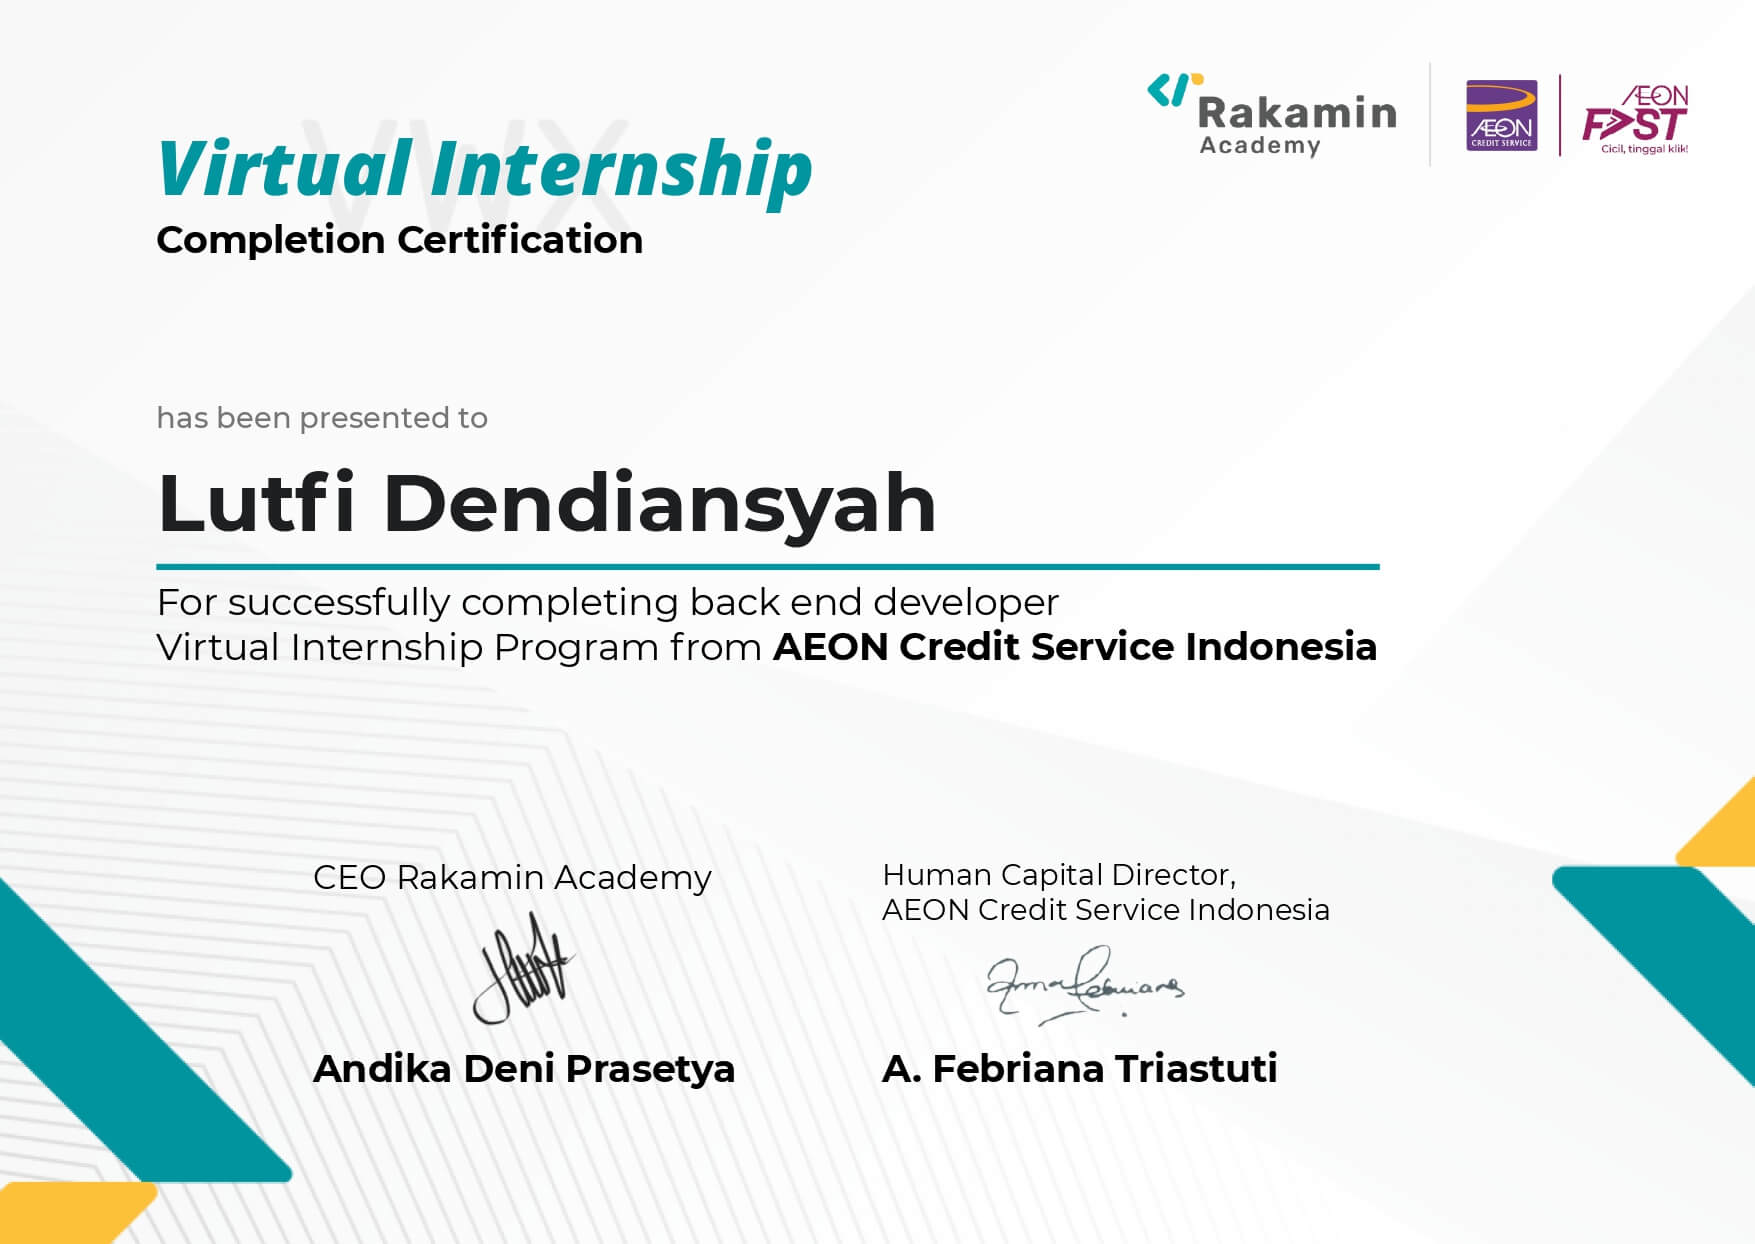 Rakamin
Academy
AEON
CREDIT SERVICE
AEON
FAST
Cicil, tinggal klik!
VWX
Virtual Internship
Completion Certification
has been presented to
Lutfi Dendiansyah
For successfully completing back end developer
Virtual Internship Program from AEON Credit Service Indonesia
CEO Rakamin Academy
Andika Deni Prasetya
Human Capital Director,
AEON Credit Service Indonesia
A. Febriana Triastuti